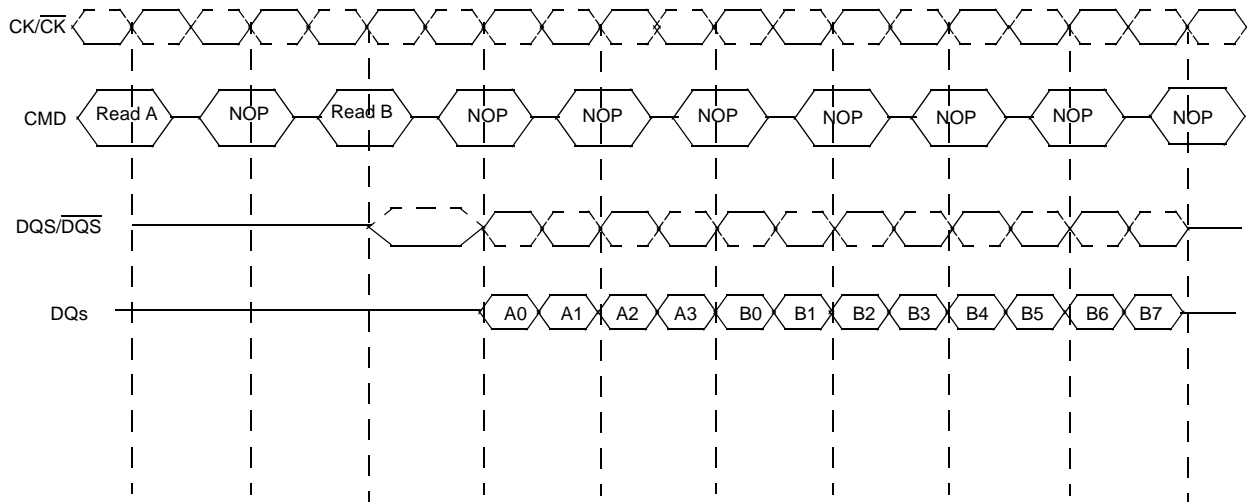 CK/CK
CMD Read A NOP Read B NOP NOP NOP NOP NOP NOP NOP
DQS/DQS
DQs A0 A1 A2 A3 B0 B1 B2 B3 B4 B5 B6 B7